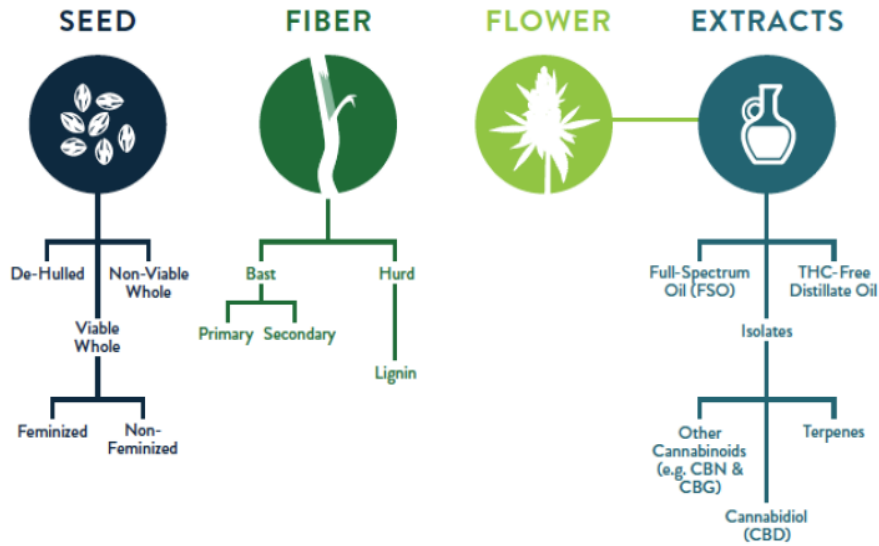 SEED
FIBER
FLOWER
EXTRACTS
De-Hulled
Non-Viable
Whole
Viable
Whole
Feminized
Non-
Feminized
Bast
Hurd
Primary
Secondary
Lignin
Full-Spectrum
Oil (FSO)
THC-Free
Distillate Oil
Isolates
Other
Cannabinoids
(e.g. CBN &
CBG)
Terpenes
Cannabidiol
(CBD)